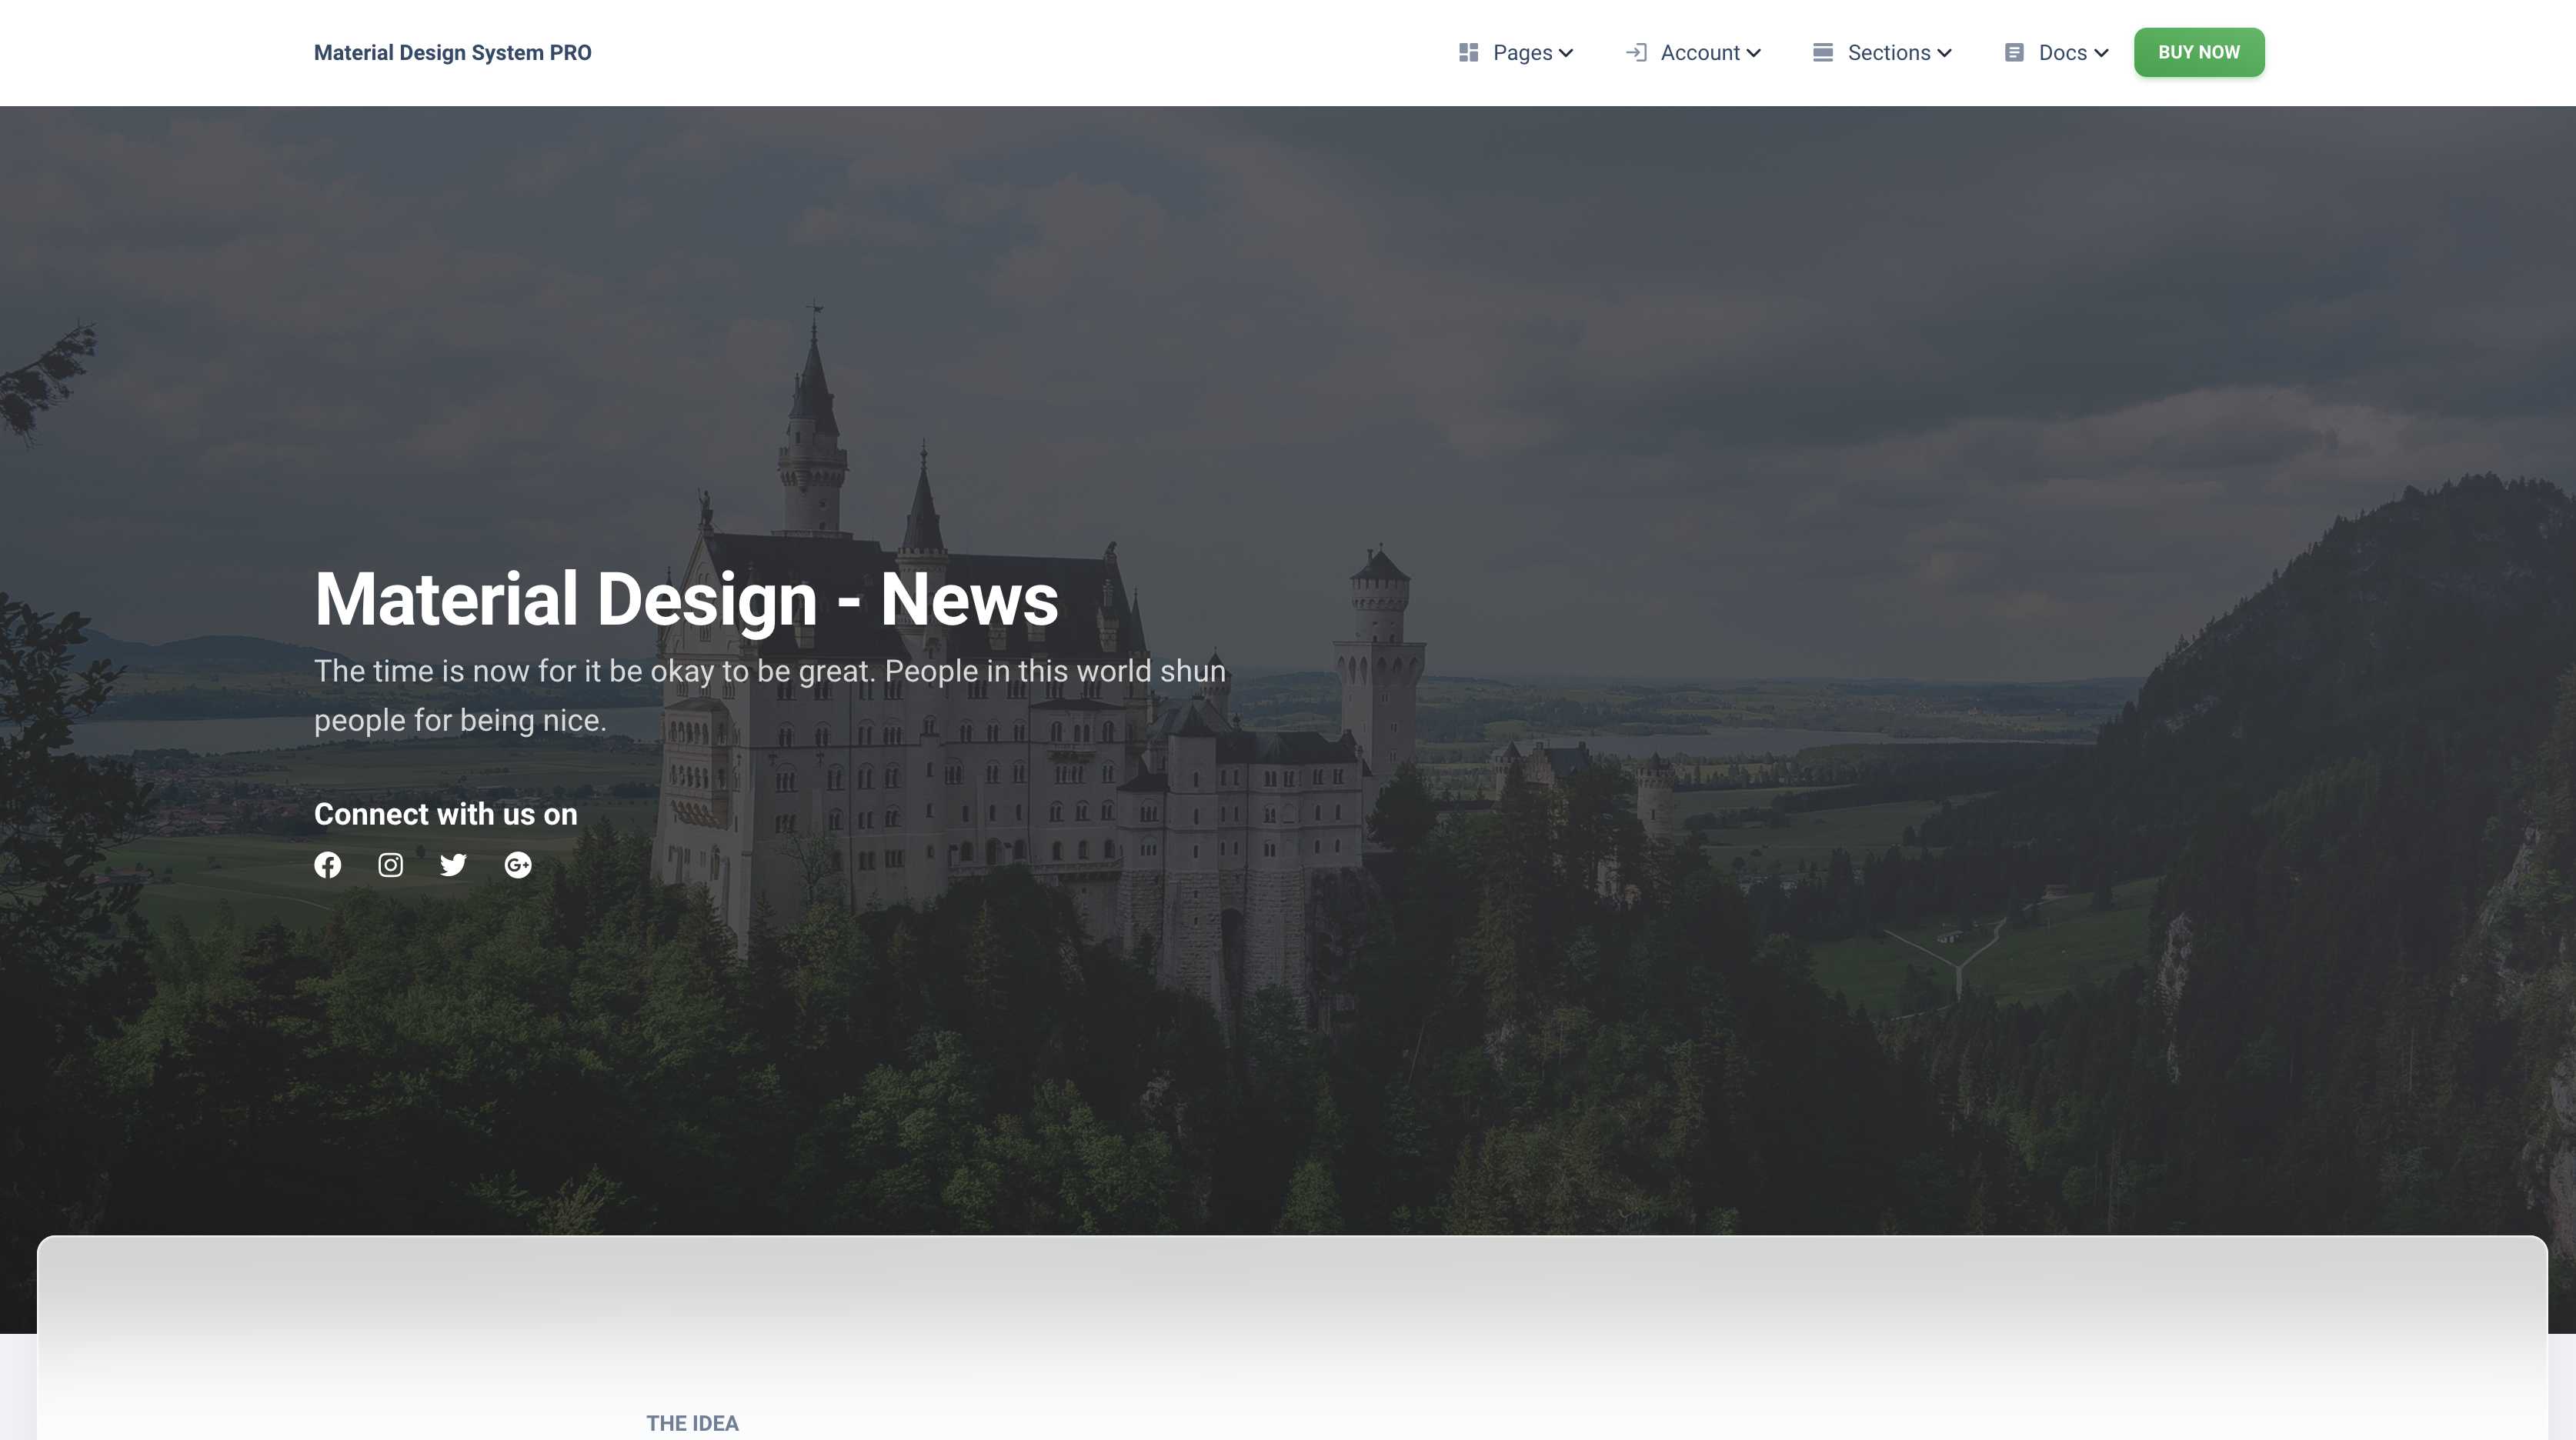 Material Design System PRO
Pages
Account
Sections
Docs
BUY NOW
Material Design - News
The time is now for it be okay to be great. People in this world shun
people for being nice.
Connect with us on
THE IDEA